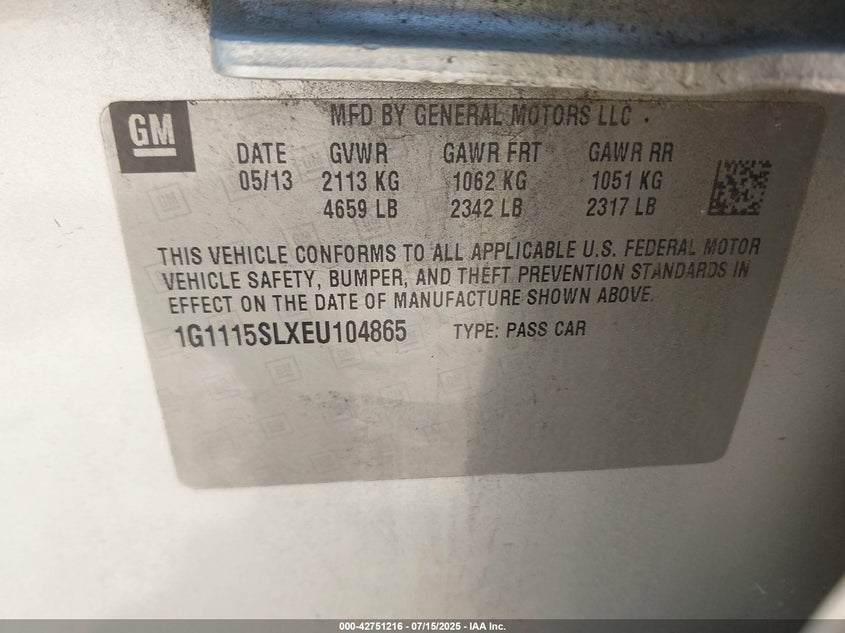 GM
MFD BY GENERAL MOTORS LLC
DATE GVWR GAWR FRT GAWR RR
05/13 2113 KG 1062 KG 1051 KG
4659 LB 2342 LB 2317 LB
THIS VEHICLE CONFORMS TO ALL APPLICABLE U.S. FEDERAL MOTOR
VEHICLE SAFETY, BUMPER, AND THEFT PREVENTION STANDARDS IN
EFFECT ON THE DATE OF MANUFACTURE SHOWN ABOVE.
1G1115SLXEU104865 TYPE: PASS CAR
000-42751216 - 07/15/2025 - IAA Inc.